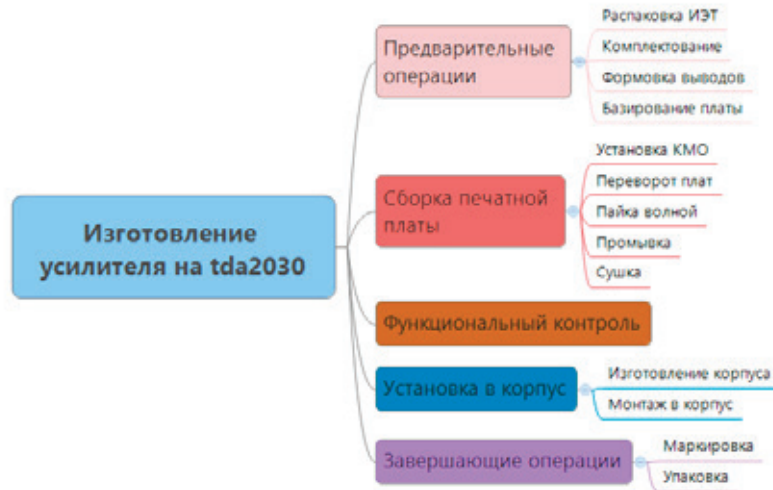 Изготовление
усилителя на tda2030
Предварительные
операции
Распаковка ИЭТ
Комплектование
Формовка выводов
Базирование платы
Сборка печатной
платы
Установка КМО
Переворот плат
Пайка волной
Промывка
Сушка
Функциональный контроль
Установка в корпус
Изготовление корпуса
Монтаж в корпус
Завершающие операции
Маркировка
Упаковка